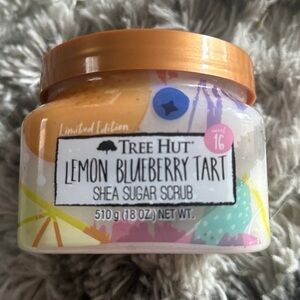 Limited Edition
TREE HUT
16
LEMON BLUEBERRY TART
SHEA SUGAR SCRUB
510 g (18 OZ) NET WT.